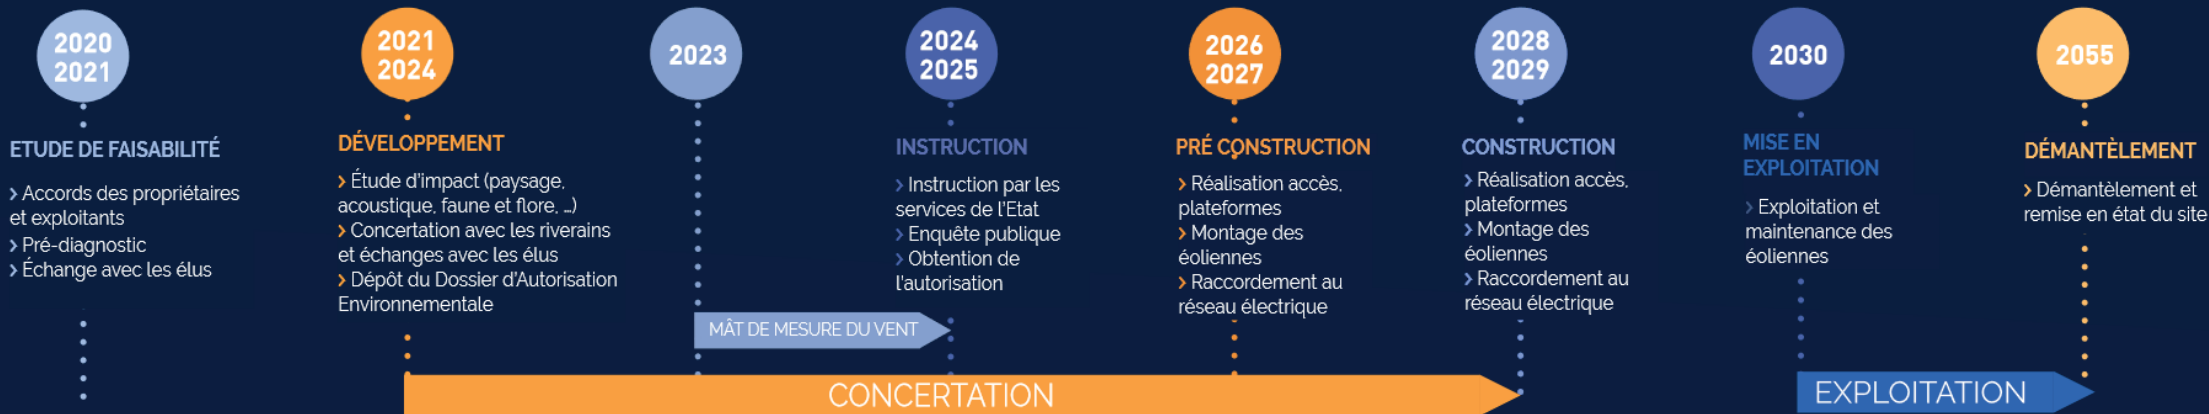 2020
2021
ETUDE DE FAISABILITÉ
> Accords des propriétaires
et exploitants
> Pré-diagnostic
> Échange avec les élus
2021
2024
DÉVELOPPEMENT
> Étude d'impact (paysage,
acoustique, faune et flore, ...)
> Concertation avec les riverains
et échanges avec les élus
> Dépôt du Dossier d'Autorisation
Environnementale
2023
MÂT DE MESURE DU VENT
2024
2025
INSTRUCTION
> Instruction par les
services de l'Etat
> Enquête publique
> Obtention de
l'autorisation
2026
2027
PRÉ CONSTRUCTION
> Réalisation accès,
plateformes
> Montage des
éoliennes
> Raccordement au
réseau électrique
2028
2029
CONSTRUCTION
> Réalisation accès,
plateformes
> Montage des
éoliennes
> Raccordement au
réseau électrique
2030
MISE EN
EXPLOITATION
> Exploitation et
maintenance des
éoliennes
2055
DÉMANTÈLEMENT
> Démantèlement et
remise en état du site
CONCERTATION
EXPLOITATION